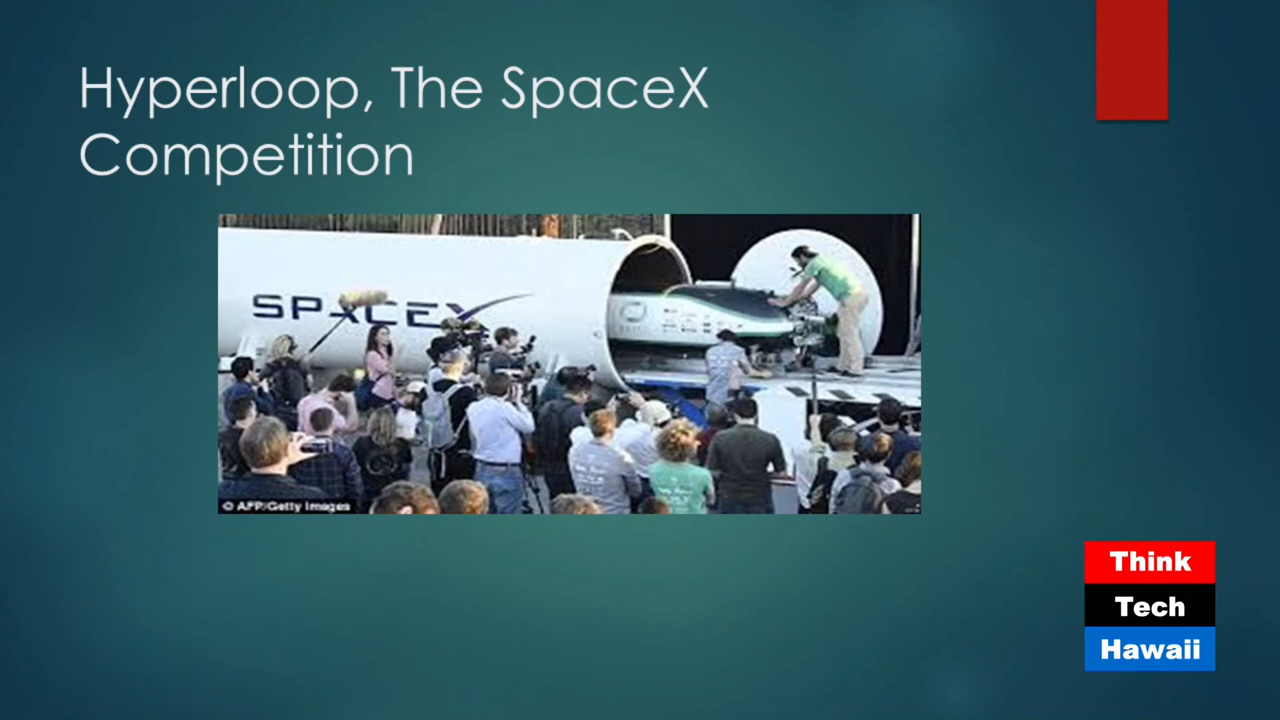 Hyperloop, The SpaceX
Competition
SPACEX
© AFP/Getty Images
Think
Tech
Hawaii